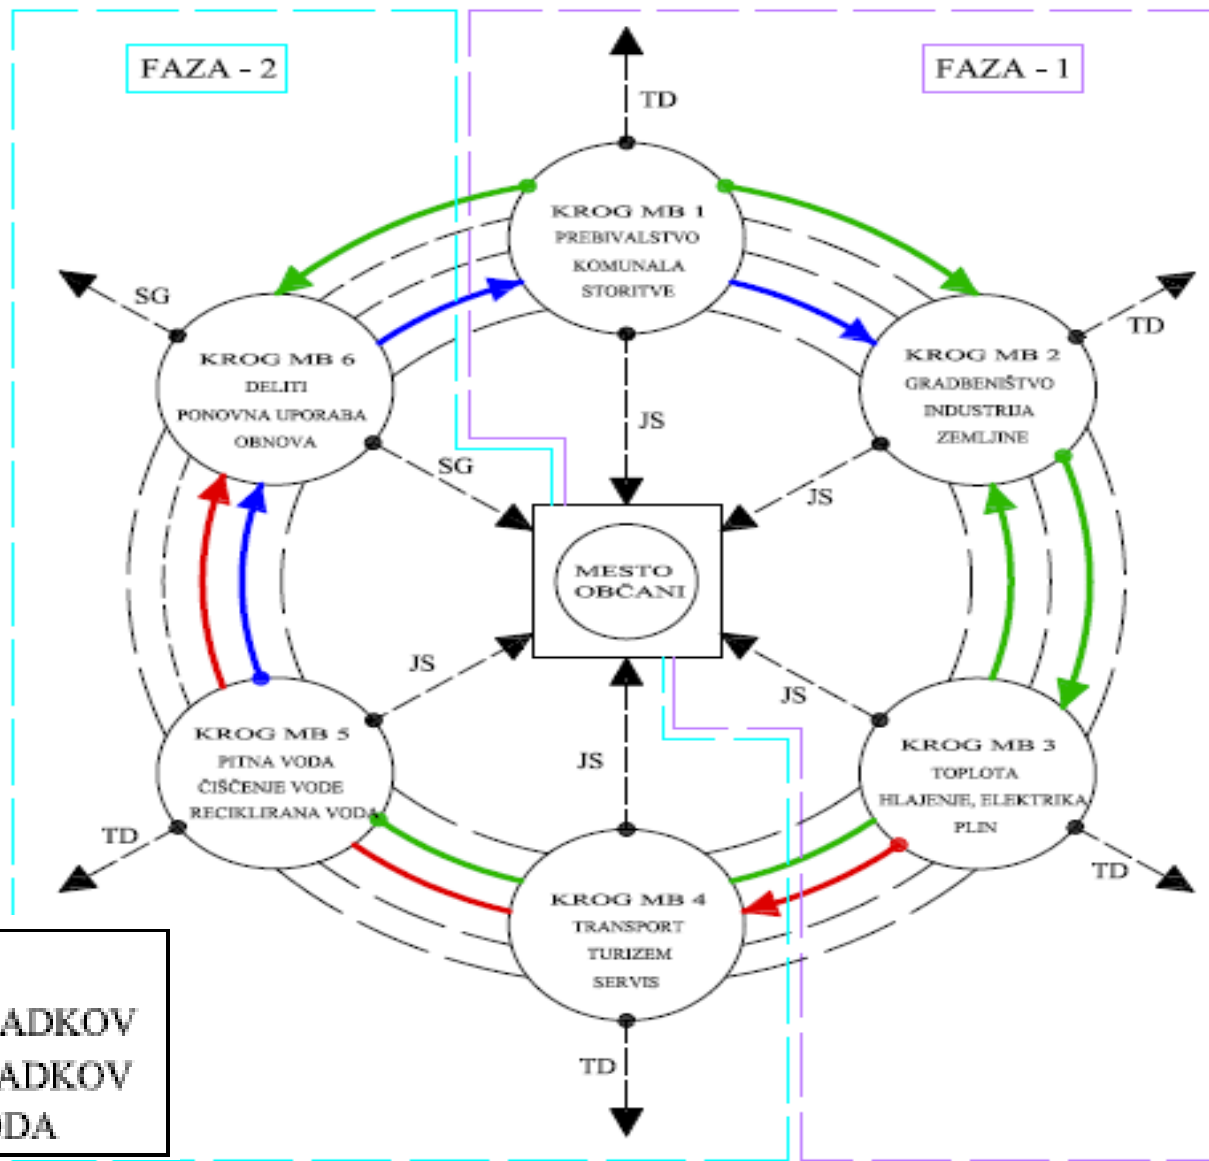 FAZA - 2
FAZA - 1
TD
KROG MB 1
PREBIVALSTVO
KOMUNALA
STORITVE
SG
TD
KROG MB 6
DELITI
PONOVNA UPORABA
OBNOVA
KROG MB 2
GRADBENIŠTVO
INDUSTRIJA
ZEMLJINE
JS
SG
JS
MESTO
OBČANI
JS
JS
KROG MB 5
PITNA VODA
ČIŠČENJE VODE
RECIKLIRANA VODA
JS
KROG MB 3
TOPLOTA
HLAJENJE, ELEKTRIKA
PLIN
TD
TD
KROG MB 4
TRANSPORT
TURIZEM
SERVIS
TD
ADKOV
ADKOV
ODA